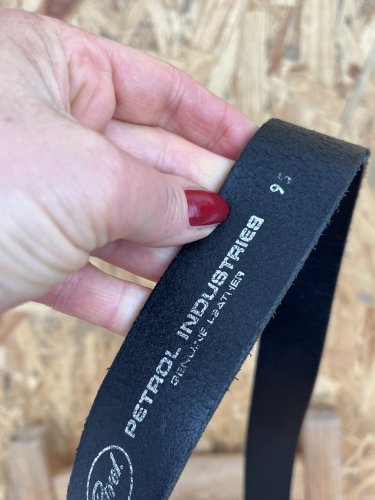 PETROL INDUSTRIES
GENUINE LEATHER
95